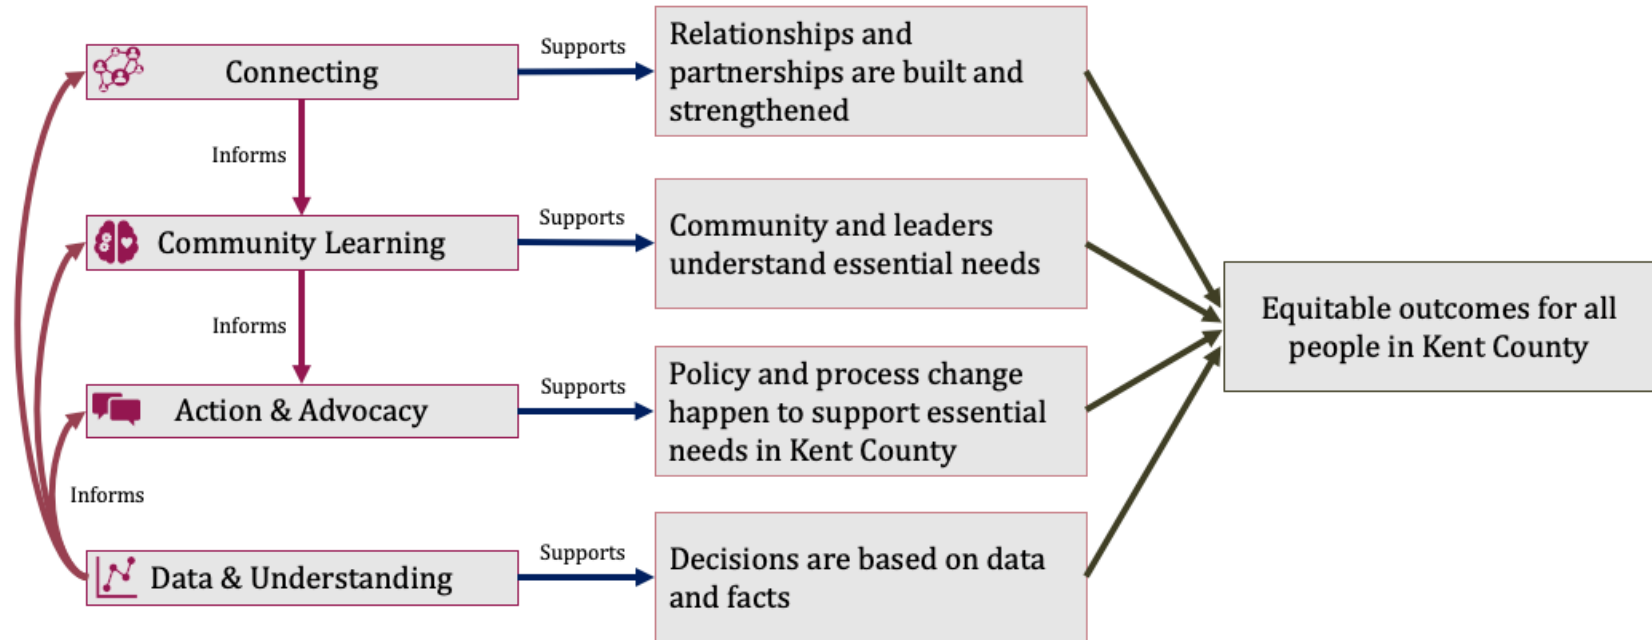 Connecting
Supports
Relationships and
partnerships are built and
strengthened
Informs
Community Learning
Supports
Community and leaders
understand essential needs
Informs
Action & Advocacy
Supports
Policy and process change
happen to support essential
needs in Kent County
Informs
Data & Understanding
Supports
Decisions are based on data
and facts
Equitable outcomes for all
people in Kent County